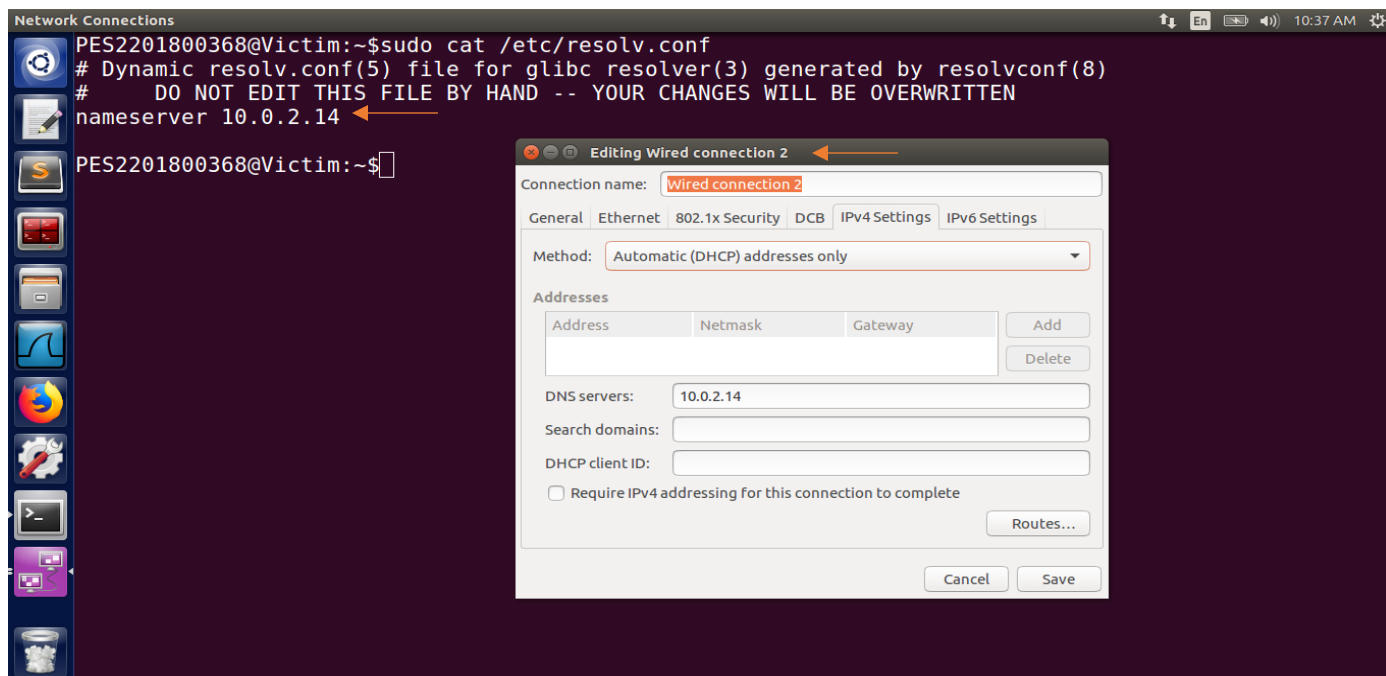 Network Connections
En
10:37 AM
PES2201800368@Victim:~$sudo cat /etc/resolv.conf
# Dynamic resolv.conf(5) file for glibc resolver(3) generated by resolvconf(8)
#     DO NOT EDIT THIS FILE BY HAND -- YOUR CHANGES WILL BE OVERWRITTEN
nameserver 10.0.2.14
PES2201800368@Victim:~$
Editing Wired connection 2
Connection name: Wired connection 2
General Ethernet 802.1x Security DCB IPv4 Settings IPv6 Settings
Method: Automatic (DHCP) addresses only
Addresses
Address Netmask Gateway Add
Delete
DNS servers: 10.0.2.14
Search domains:
DHCP client ID:
Require IPv4 addressing for this connection to complete
Routes...
Cancel Save